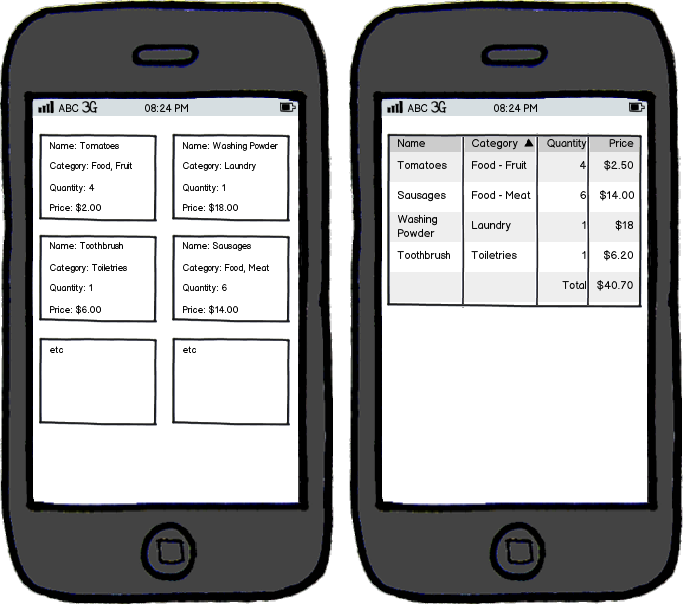 ABC 3G 08:24 PM
Name: Tomatoes
Category: Food, Fruit
Quantity: 4
Price: $2.00
Name: Washing Powder
Category: Laundry
Quantity: 1
Price: $18.00
Name: Toothbrush
Category: Toiletries
Quantity: 1
Price: $6.00
Name: Sausages
Category: Food, Meat
Quantity: 6
Price: $14.00
etc
etc
ABC 3G 08:24 PM
Name Category Quantity Price
Tomatoes Food - Fruit 4 $2.50
Sausages Food - Meat 6 $14.00
Washing
Powder Laundry 1 $18
Toothbrush Toiletries 1 $6.20
Total $40.70